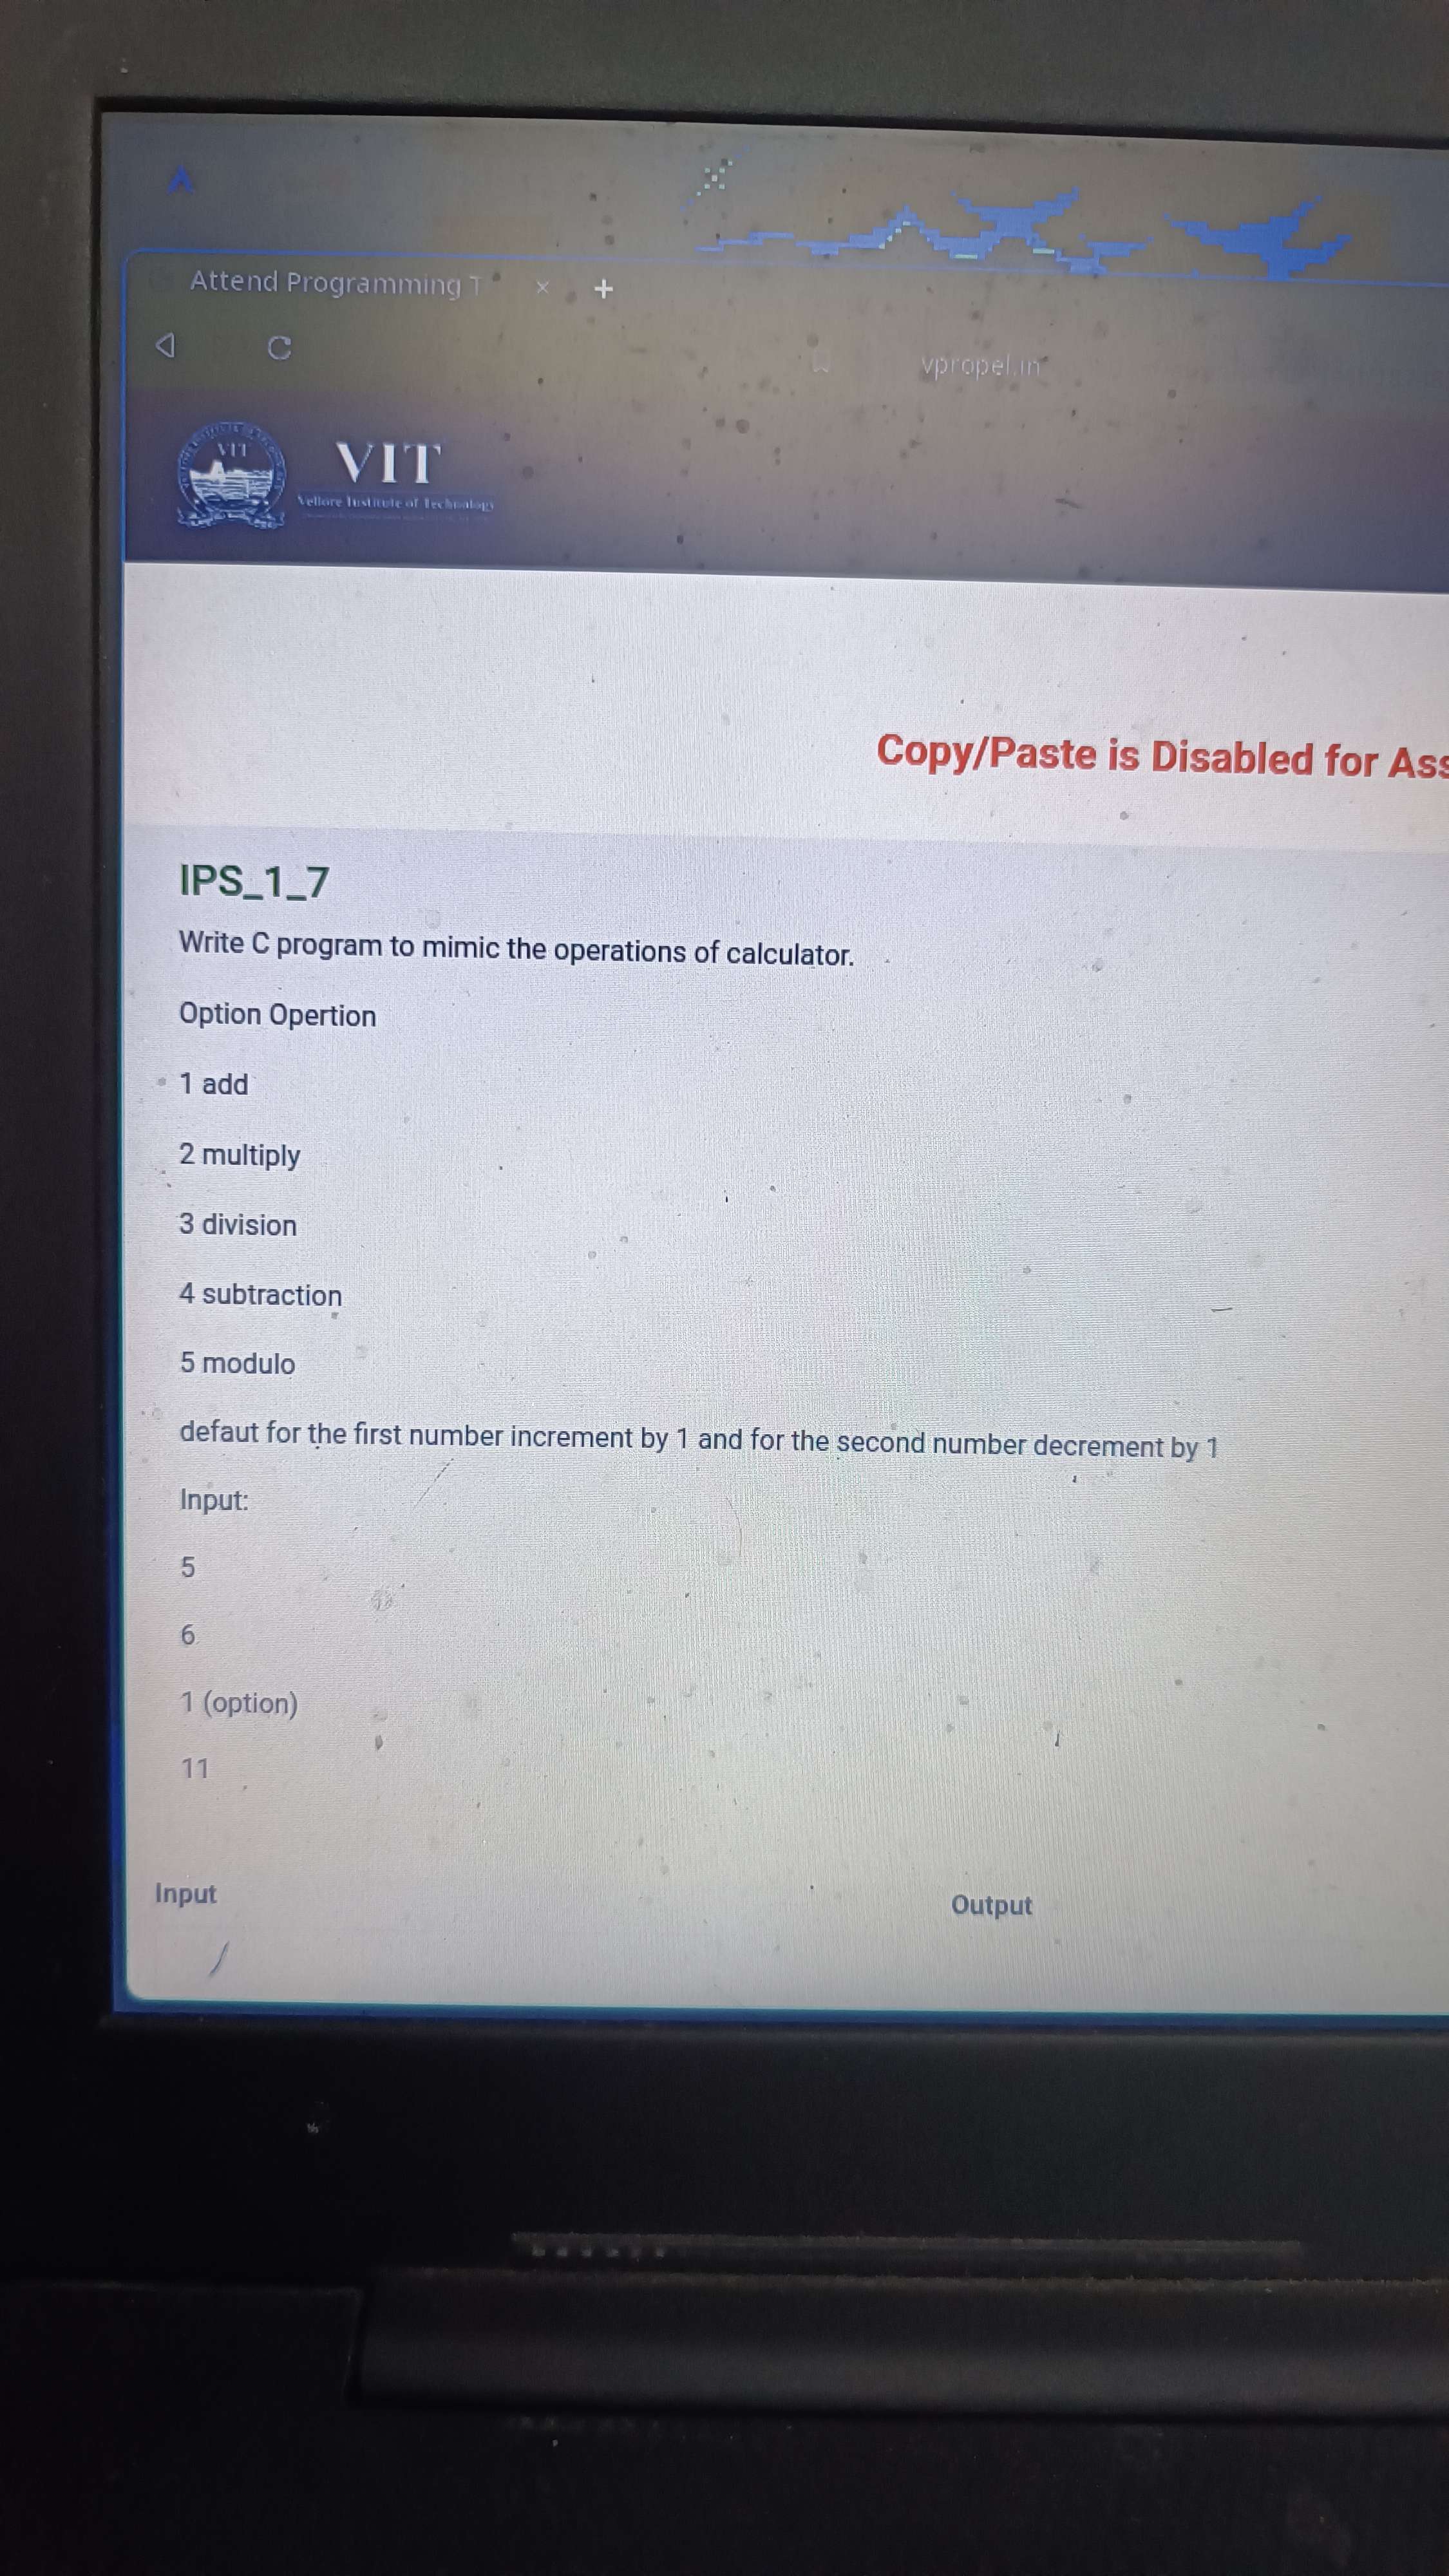 Attend Programming T
vpropel.in
VIT
VIT
Vellore Institute of Technology
Copy/Paste is Disabled for Ass
IPS_1_7
Write C program to mimic the operations of calculator.
Option Opertion
1 add
2 multiply
3 division
4 subtraction
5 modulo
defaut for the first number increment by 1 and for the second number decrement by 1
Input:
5
6
1 (option)
11
Input
Output